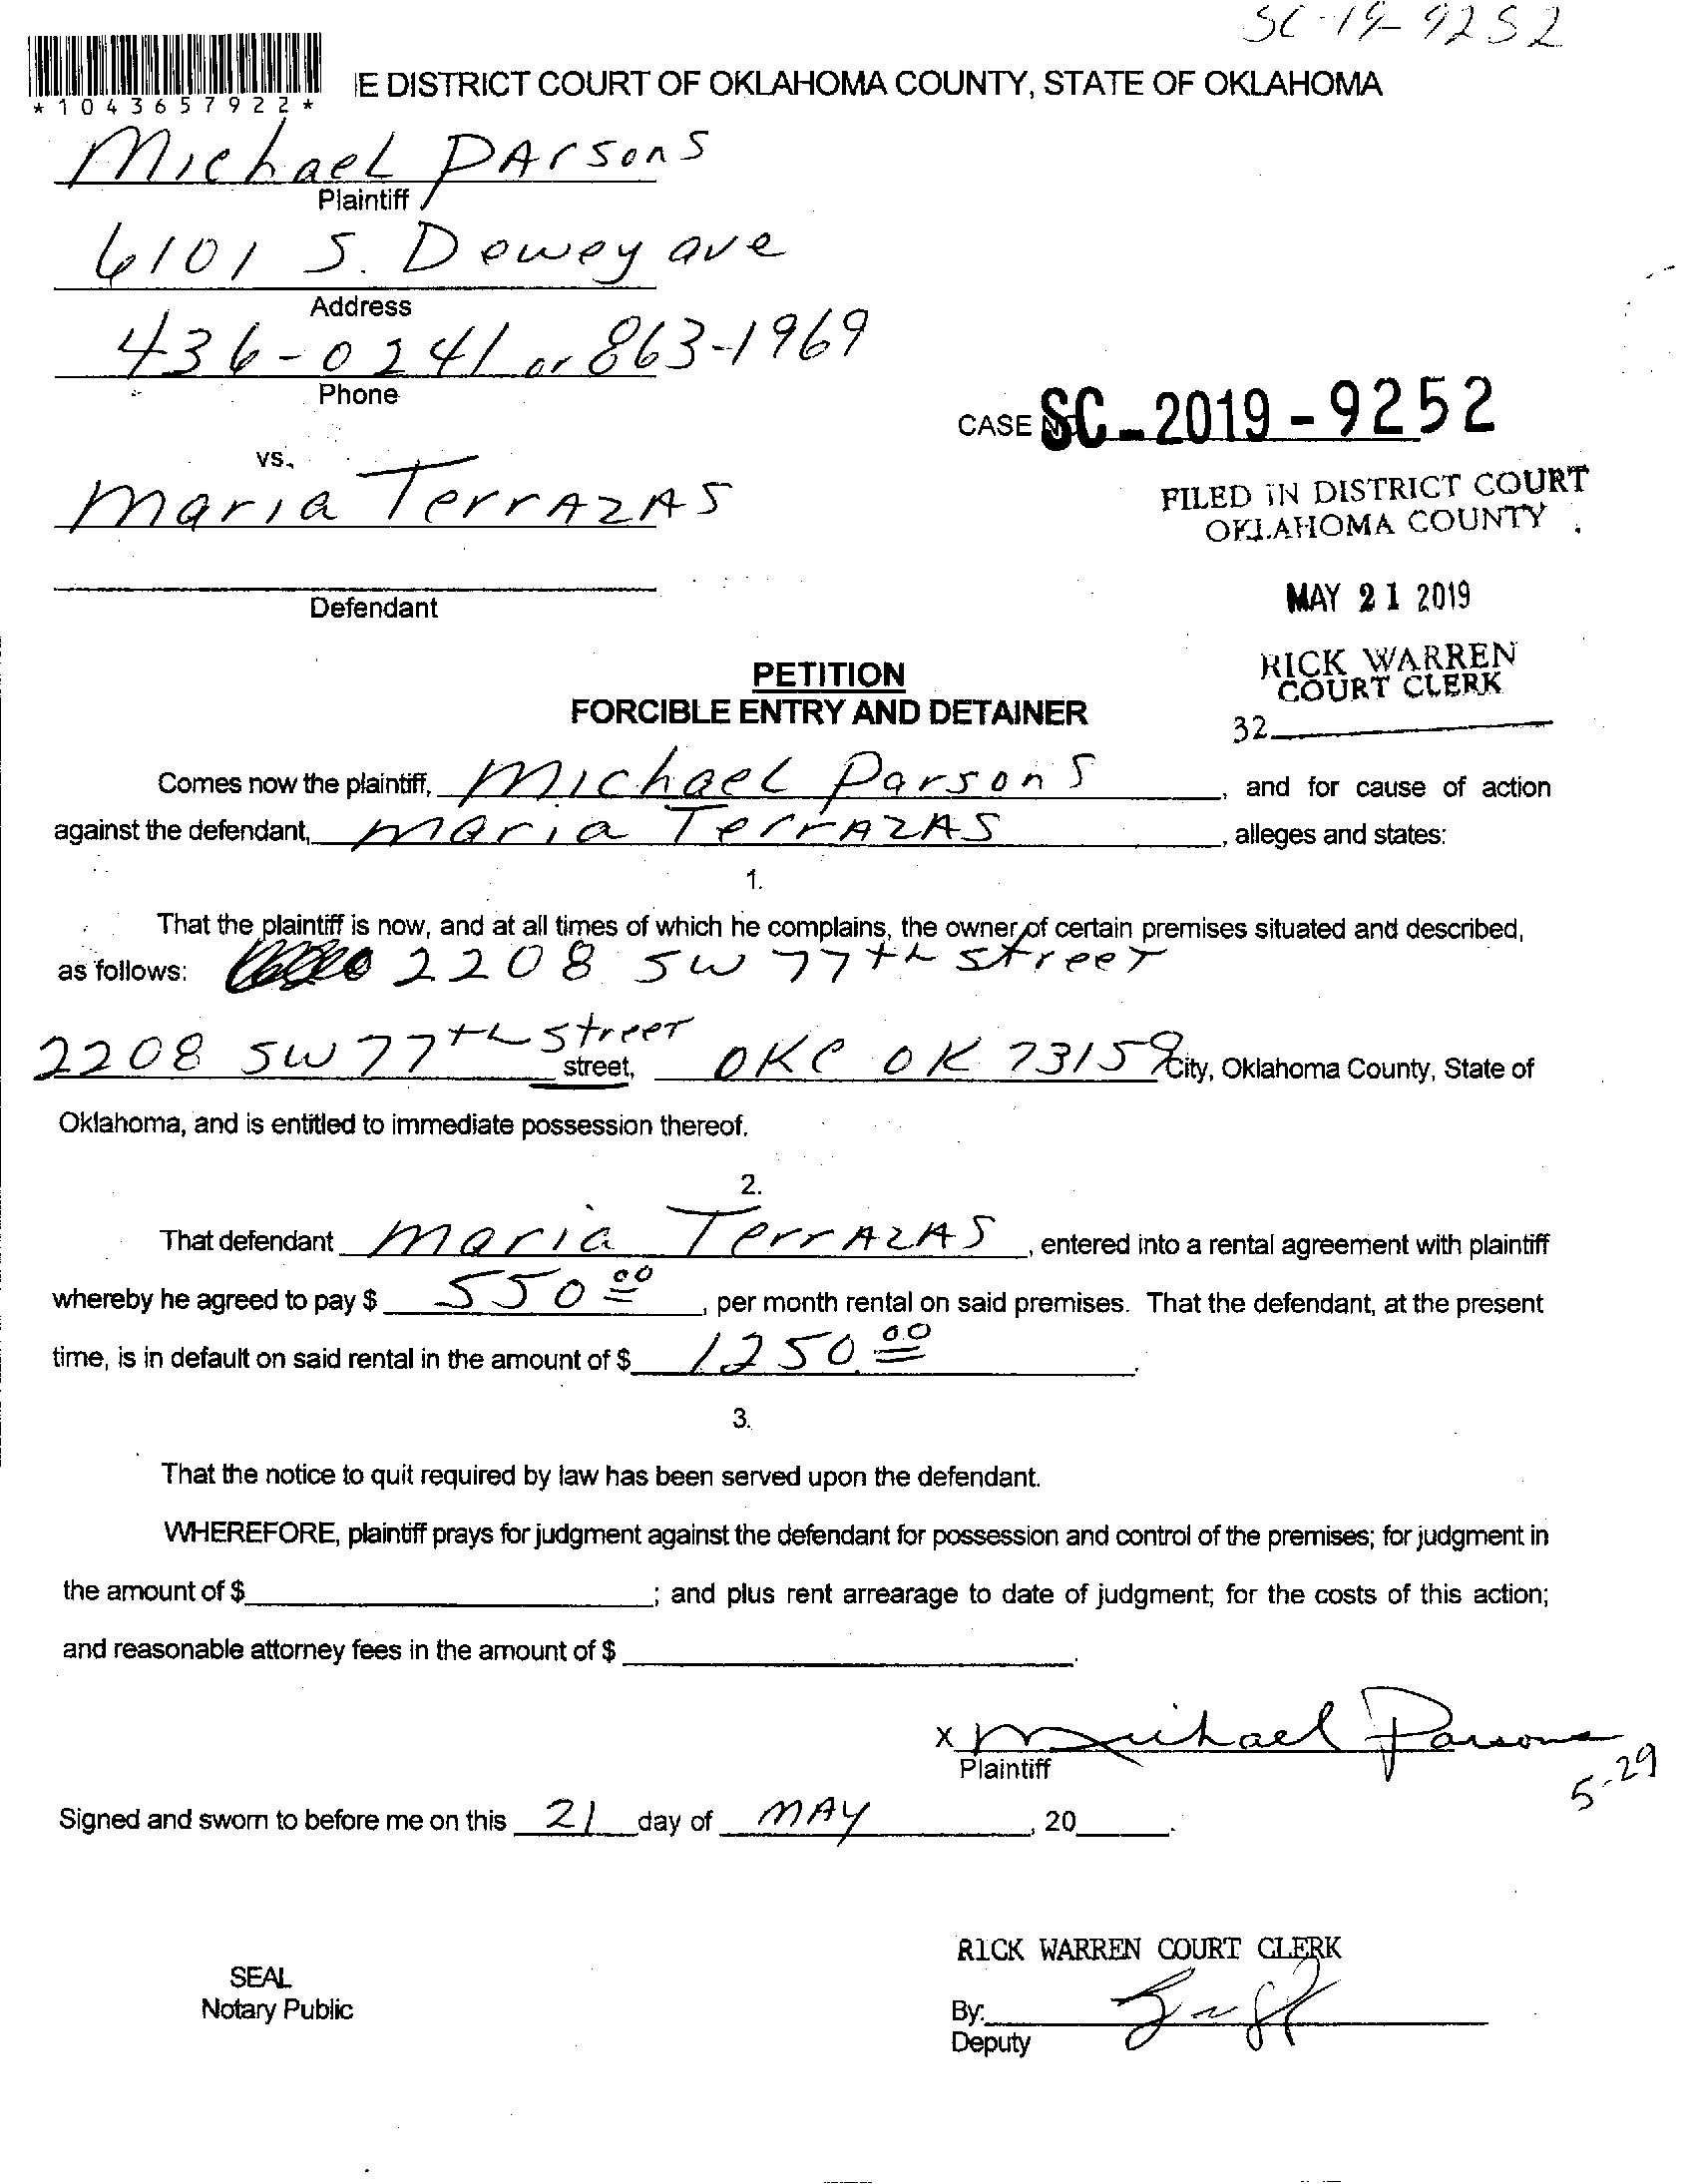 SC-19-9252
*1043657922*
IE DISTRICT COURT OF OKLAHOMA COUNTY, STATE OF OKLAHOMA
Michael Parsons
Plaintiff
6101 S. Dewey ave
Address
436-0241 or 863-1969
Phone
CASE NO. SC-2019-9252
vs.
Maria Terrazas
FILED IN DISTRICT COURT
OKLAHOMA COUNTY
Defendant
MAY 21 2019
RICK WARREN
COURT CLERK
32
PETITION
FORCIBLE ENTRY AND DETAINER
Comes now the plaintiff, Michael Parsons, and for cause of action
against the defendant, Maria Terrazas, alleges and states:
1.
That the plaintiff is now, and at all times of which he complains, the owner of certain premises situated and described,
as follows: 2208 SW 77th Street
2208 SW 77th Street street, OKC OK 73159 City, Oklahoma County, State of
Oklahoma, and is entitled to immediate possession thereof.
2.
That defendant Maria Terrazas, entered into a rental agreement with plaintiff
whereby he agreed to pay $ 550.00, per month rental on said premises. That the defendant, at the present
time, is in default on said rental in the amount of $ 1250.00.
3.
That the notice to quit required by law has been served upon the defendant.
WHEREFORE, plaintiff prays for judgment against the defendant for possession and control of the premises; for judgment in
the amount of $ ; and plus rent arrearage to date of judgment; for the costs of this action;
and reasonable attorney fees in the amount of $ .
X Michael Parsons
Plaintiff
5-29
Signed and sworn to before me on this 21 day of MAY, 20 .
RICK WARREN COURT CLERK
SEAL
Notary Public
By:
Deputy